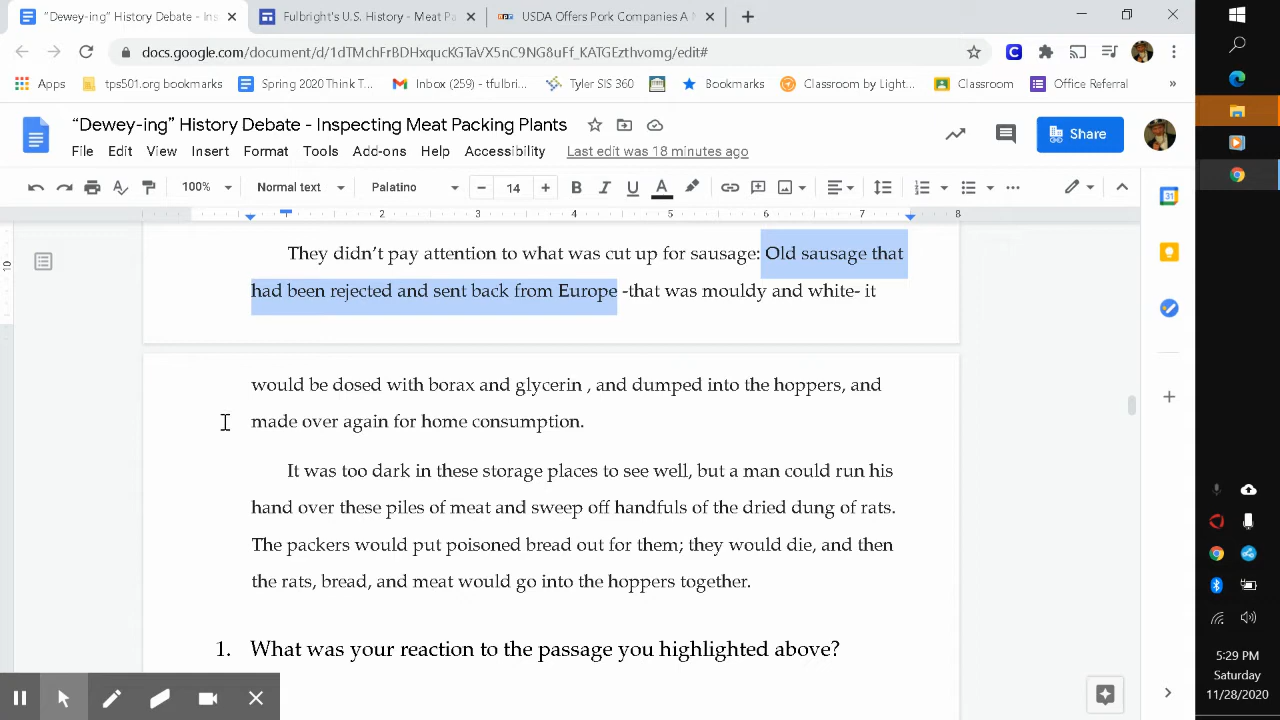 "Dewey-ing" History Debate - Ins
Fulbright's U.S. History - Meat P
USDA Offers Pork Companies A
docs.google.com/document/d/
/edit#
Apps tps501.org bookmarks Spring 2020 Think T... Inbox (259) - tfulbri... Tyler SIS 360 Bookmarks Classroom by Light... Classroom Office Referral »
"Dewey-ing" History Debate - Inspecting Meat Packing Plants
Share
File Edit View Insert Format Tools Add-ons Help Accessibility Last edit was 18 minutes ago
100% Normal text Palatino 14 B I U A
1 2 3 4 5 6 7 8
They didn't pay attention to what was cut up for sausage: Old sausage that
had been rejected and sent back from Europe -that was mouldy and white- it
would be dosed with borax and glycerin , and dumped into the hoppers, and
made over again for home consumption.
It was too dark in these storage places to see well, but a man could run his
hand over these piles of meat and sweep off handfuls of the dried dung of rats.
The packers would put poisoned bread out for them; they would die, and then
the rats, bread, and meat would go into the hoppers together.
1. What was your reaction to the passage you highlighted above?
31
5:29 PM
Saturday
11/28/2020